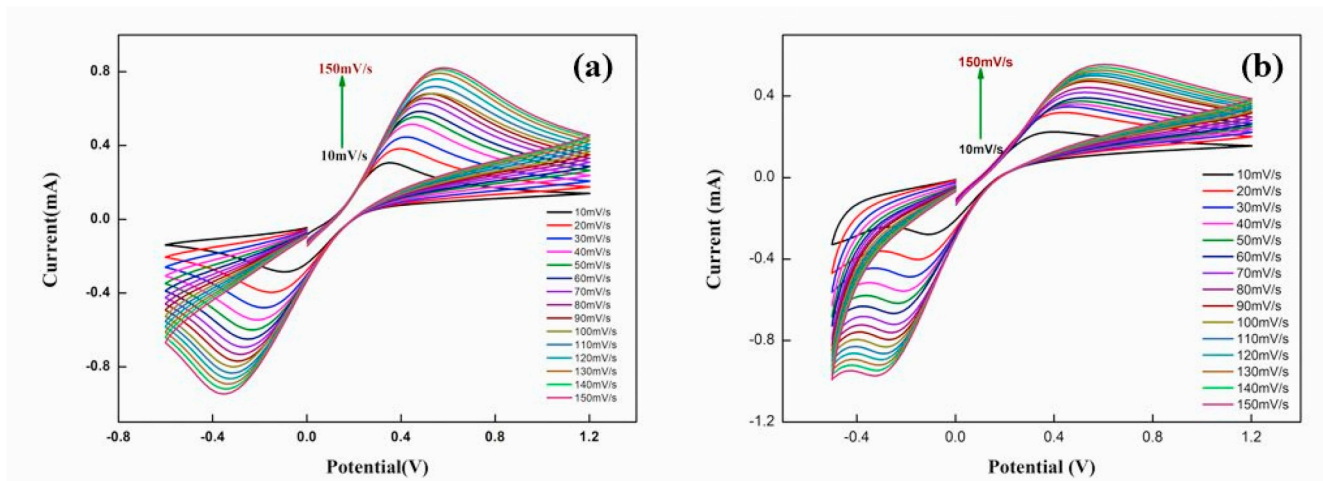 (a)
150mV/s
10mV/s
0.8
0.4
0.0
-0.4
-0.8
Current(mA)
10mV/s
20mV/s
30mV/s
40mV/s
50mV/s
60mV/s
70mV/s
80mV/s
90mV/s
100mV/s
110mV/s
120mV/s
130mV/s
140mV/s
150mV/s
-0.8 -0.4 0.0 0.4 0.8 1.2
Potential(V)
(b)
150mV/s
10mV/s
0.4
0.0
-0.4
-0.8
-1.2
Current (mA)
10mV/s
20mV/s
30mV/s
40mV/s
50mV/s
60mV/s
70mV/s
80mV/s
90mV/s
100mV/s
110mV/s
120mV/s
130mV/s
140mV/s
150mV/s
-0.4 0.0 0.4 0.8 1.2
Potential (V)